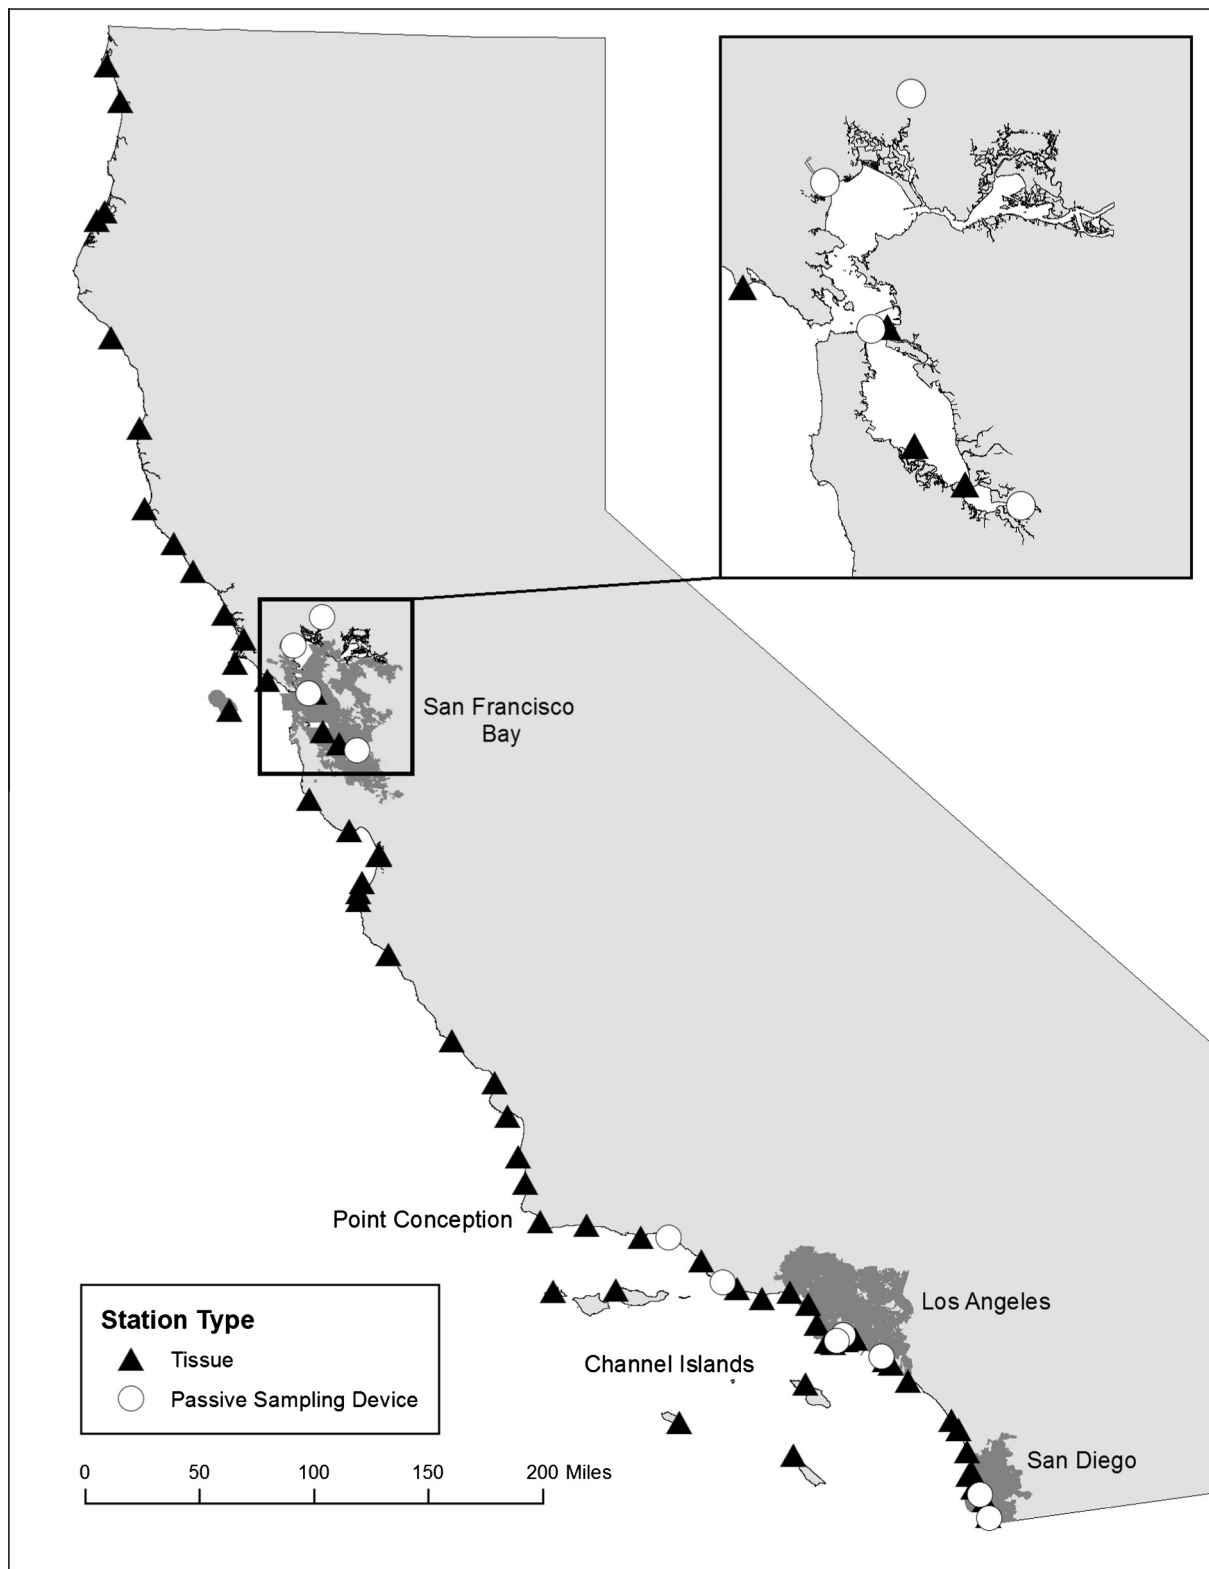 San Francisco
Bay
Point Conception
Los Angeles
Channel Islands
San Diego
Station Type
Tissue
Passive Sampling Device
0 50 100 150 200 Miles